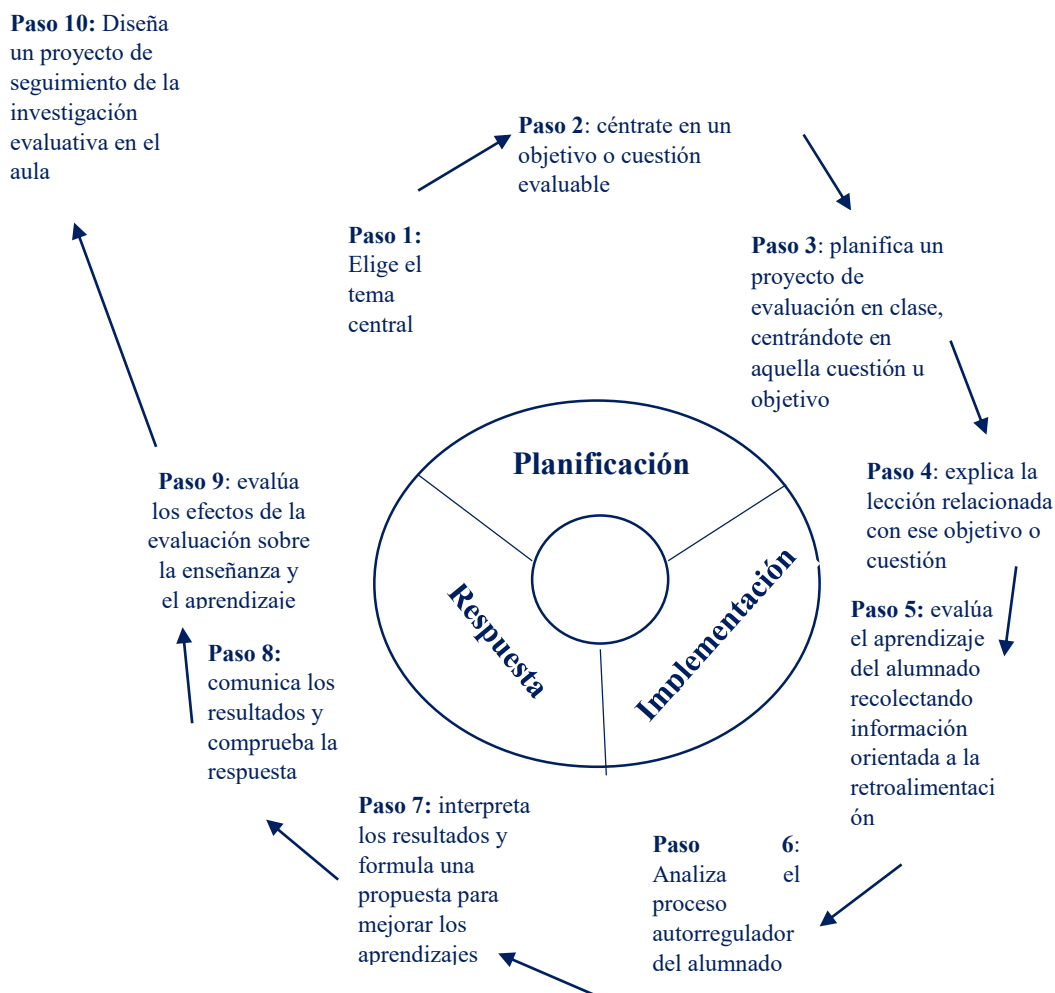 Paso 10: Diseña
un proyecto de
seguimiento de la
investigación
evaluativa en el
aula
Paso 1:
Elige el
tema
central
Paso 2: céntrate en un
objetivo o cuestión
evaluable
Paso 3: planifica un
proyecto de
evaluación en clase,
centrándote en
aquella cuestión u
objetivo
Paso 4: explica la
lección relacionada
con ese objetivo o
cuestión
Paso 5: evalúa
el aprendizaje
del alumnado
recolectando
información
orientada a la
retroalimentaci
ón
Paso 6:
Analiza el
proceso
autorregulador
del alumnado
Paso 7: interpreta
los resultados y
formula una
propuesta para
mejorar los
aprendizajes
Paso 8:
comunica los
resultados y
comprueba la
respuesta
Paso 9: evalúa
los efectos de la
evaluación sobre
la enseñanza y
el aprendizaje
Planificación
Implementación
Respuesta